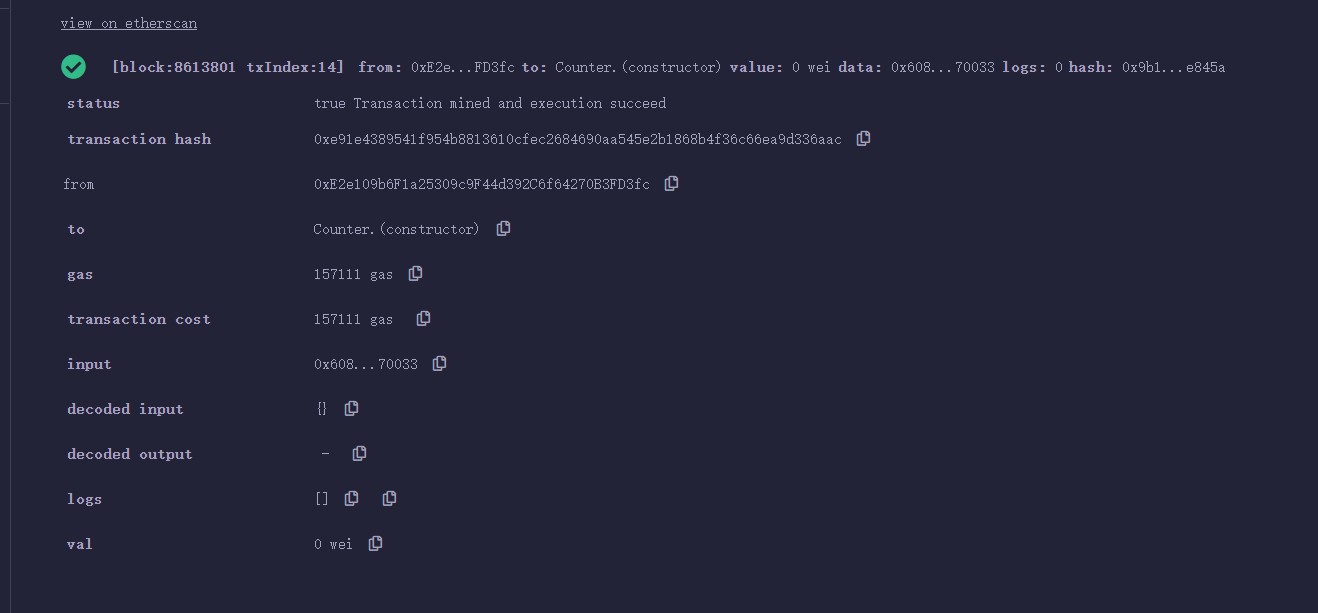 view on etherscan
[block:8613801 txIndex:14] from: 0xE2e...FD3fc to: Counter.(constructor) value: 0 wei data: 0x608...70033 logs: 0 hash: 0x9b1...e845a
status true Transaction mined and execution succeed
transaction hash 0xe91e4389541f954b8813610cfec2684690aa545e2b1868b4f36c66ea9d336aac
from 0xE2e109b6F1a25309c9F44d392C6f64270B3FD3fc
to Counter.(constructor)
gas 157111 gas
transaction cost 157111 gas
input 0x608...70033
decoded input {}
decoded output -
logs []
val 0 wei